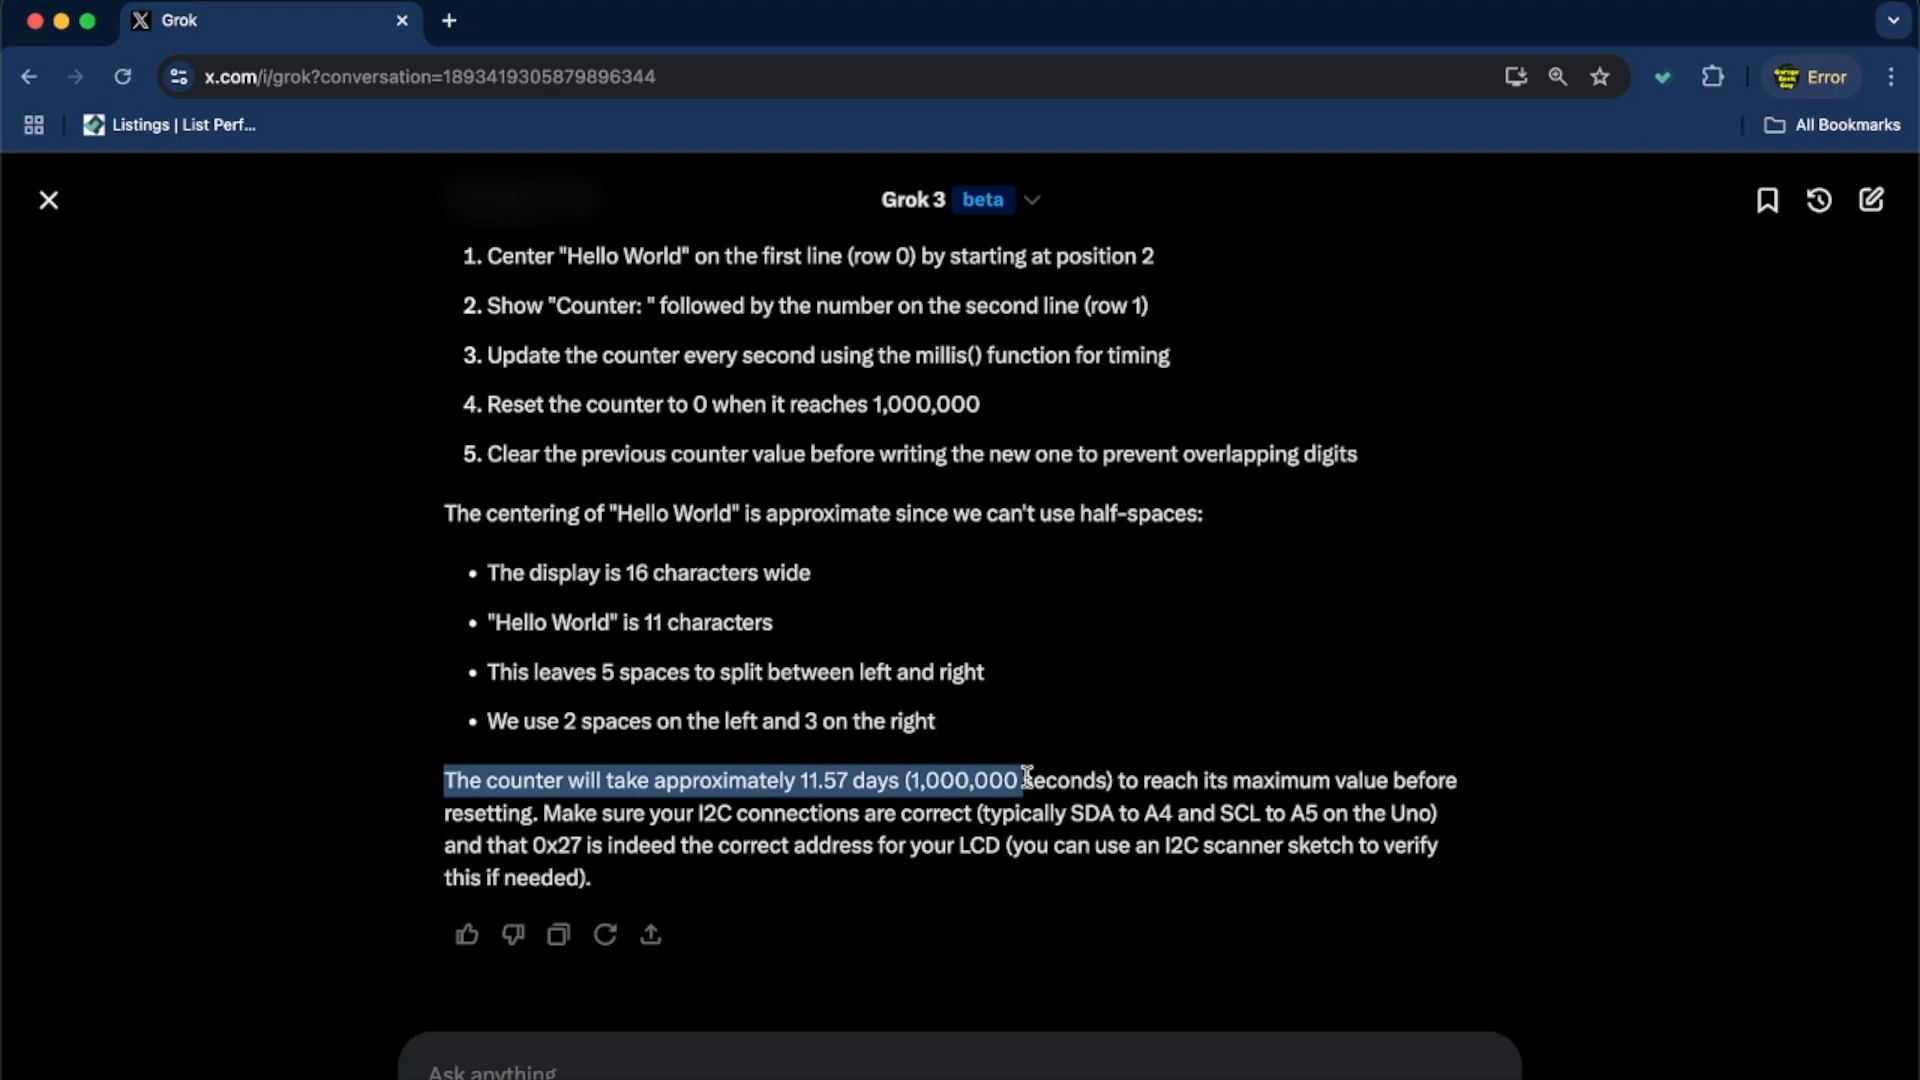 Grok
x.com/i/grok?conversation=1893419305879896344
Error
Listings | List Perf...
All Bookmarks
Grok 3 beta
1. Center "Hello World" on the first line (row 0) by starting at position 2
2. Show "Counter: " followed by the number on the second line (row 1)
3. Update the counter every second using the millis() function for timing
4. Reset the counter to 0 when it reaches 1,000,000
5. Clear the previous counter value before writing the new one to prevent overlapping digits
The centering of "Hello World" is approximate since we can't use half-spaces:
• The display is 16 characters wide
• "Hello World" is 11 characters
• This leaves 5 spaces to split between left and right
• We use 2 spaces on the left and 3 on the right
The counter will take approximately 11.57 days (1,000,000 seconds) to reach its maximum value before
resetting. Make sure your I2C connections are correct (typically SDA to A4 and SCL to A5 on the Uno)
and that 0x27 is indeed the correct address for your LCD (you can use an I2C scanner sketch to verify
this if needed).
Ask anything